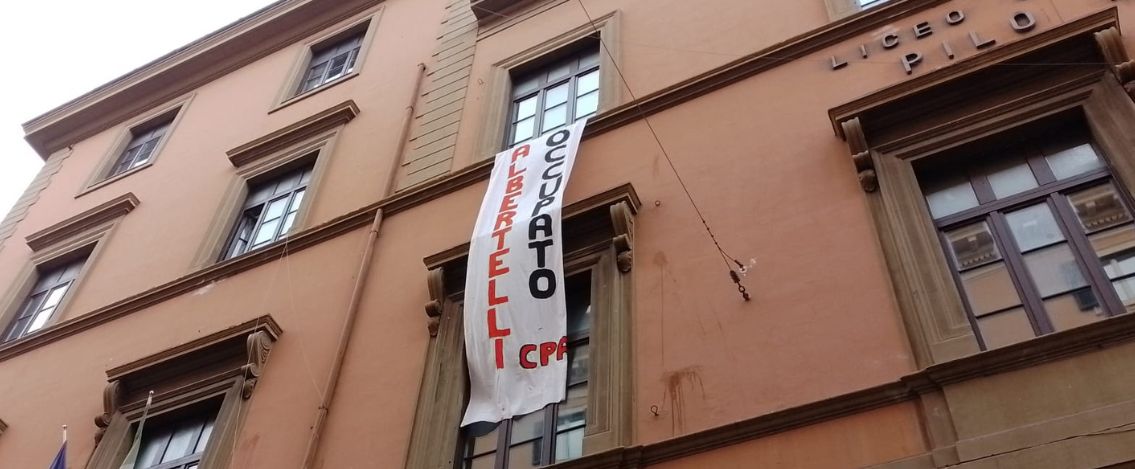 LICEO
PILO
ALBERTELLI
OCCUPATO
CPA